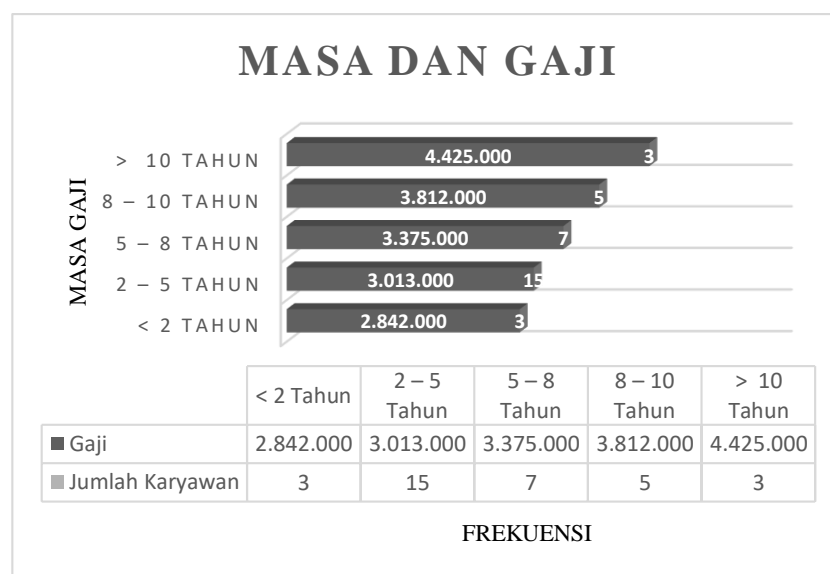 MASA DAN GAJI
MASA GAJI
> 10 TAHUN 4.425.000 3
8 – 10 TAHUN 3.812.000 5
5 – 8 TAHUN 3.375.000 7
2 – 5 TAHUN 3.013.000 15
< 2 TAHUN 2.842.000 3
< 2 Tahun 2 – 5 Tahun 5 – 8 Tahun 8 – 10 Tahun > 10 Tahun
Gaji 2.842.000 3.013.000 3.375.000 3.812.000 4.425.000
Jumlah Karyawan 3 15 7 5 3
FREKUENSI